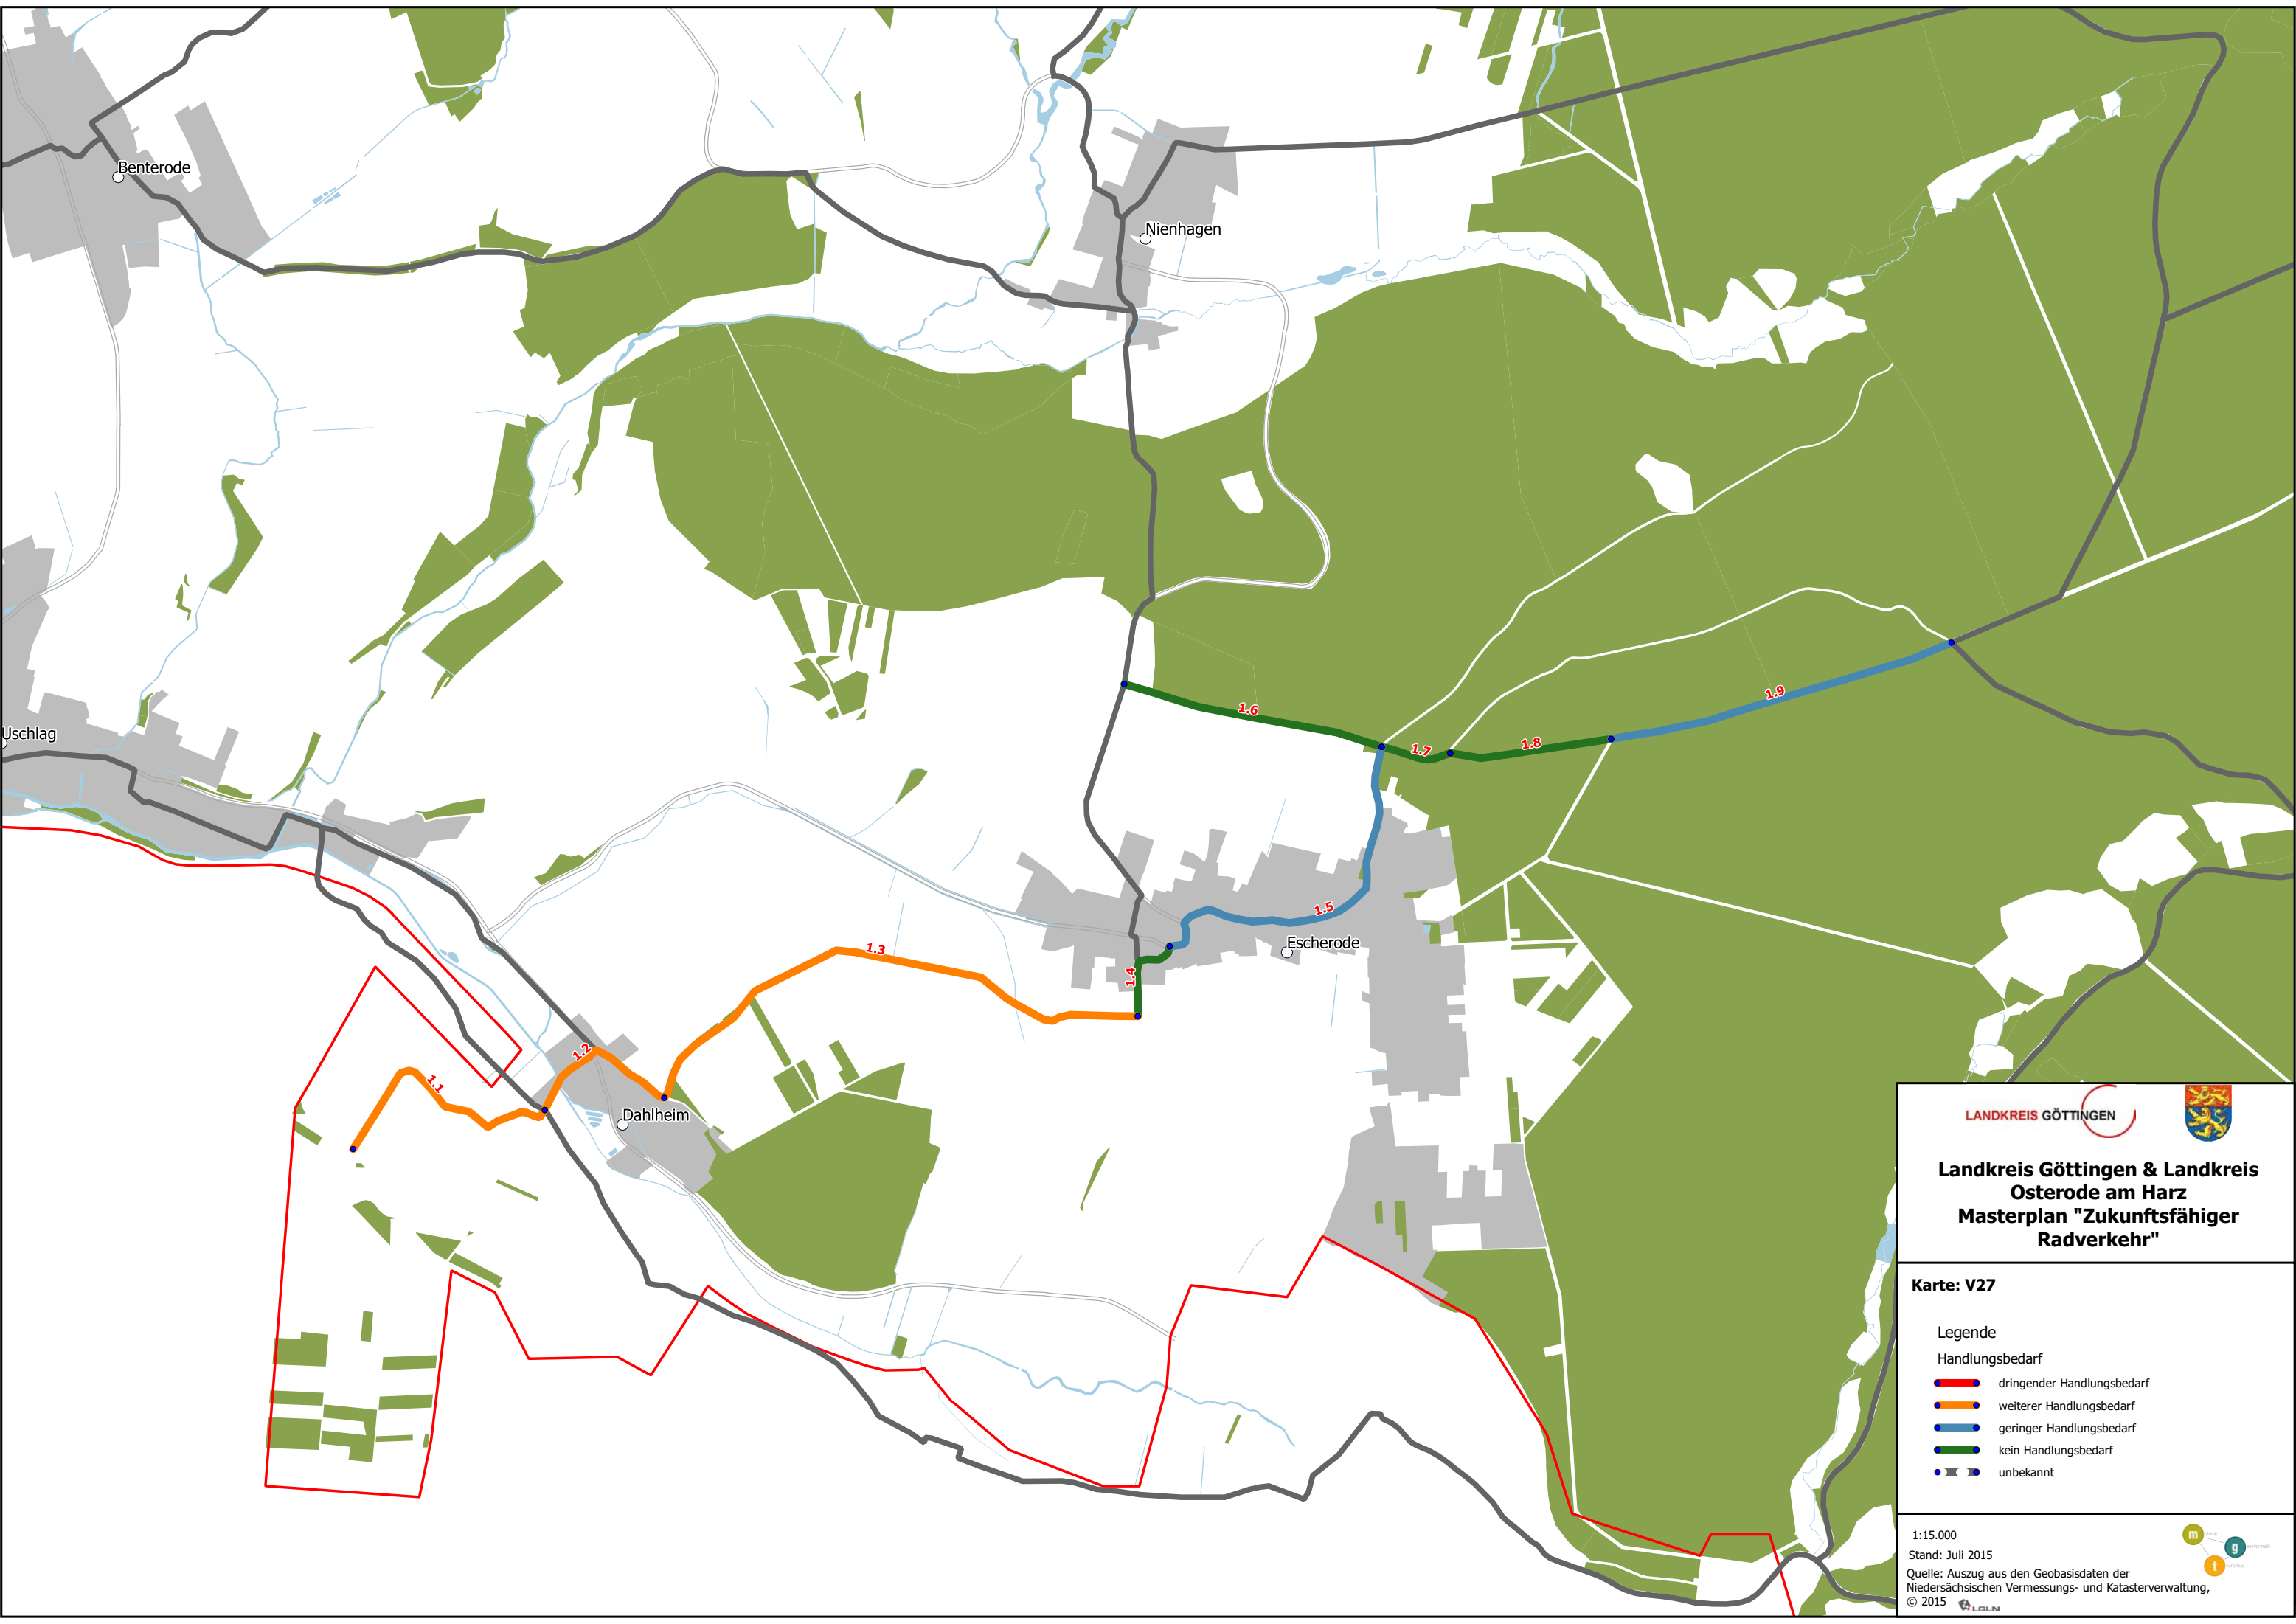 Benterode
Nienhagen
Uschlag
1.6
1.7
1.8
1.9
1.5
Escherode
1.3
1.4
1.2
1.1
Dahlheim
LANDKREIS GÖTTINGEN
Landkreis Göttingen & Landkreis
Osterode am Harz
Masterplan "Zukunftsfähiger
Radverkehr"
Karte: V27
Legende
Handlungsbedarf
dringender Handlungsbedarf
weiterer Handlungsbedarf
geringer Handlungsbedarf
kein Handlungsbedarf
unbekannt
1:15.000
Stand: Juli 2015
Quelle: Auszug aus den Geobasisdaten der
Niedersächsischen Vermessungs- und Katasterverwaltung,
© 2015 LGLN
m
g
t